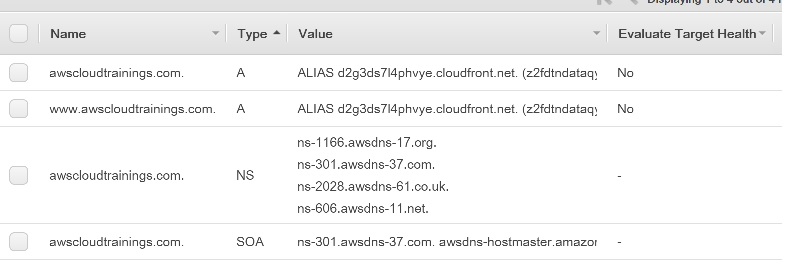 Displaying 1 to 4 out of 4
Name Type Value Evaluate Target Health
awscloudtrainings.com. A ALIAS d2g3ds7l4phvye.cloudfront.net. (z2fdtndataqy No
www.awscloudtrainings.com. A ALIAS d2g3ds7l4phvye.cloudfront.net. (z2fdtndataqy No
ns-1166.awsdns-17.org.
ns-301.awsdns-37.com.
awscloudtrainings.com. NS -
ns-2028.awsdns-61.co.uk.
ns-606.awsdns-11.net.
awscloudtrainings.com. SOA ns-301.awsdns-37.com. awsdns-hostmaster.amazon -